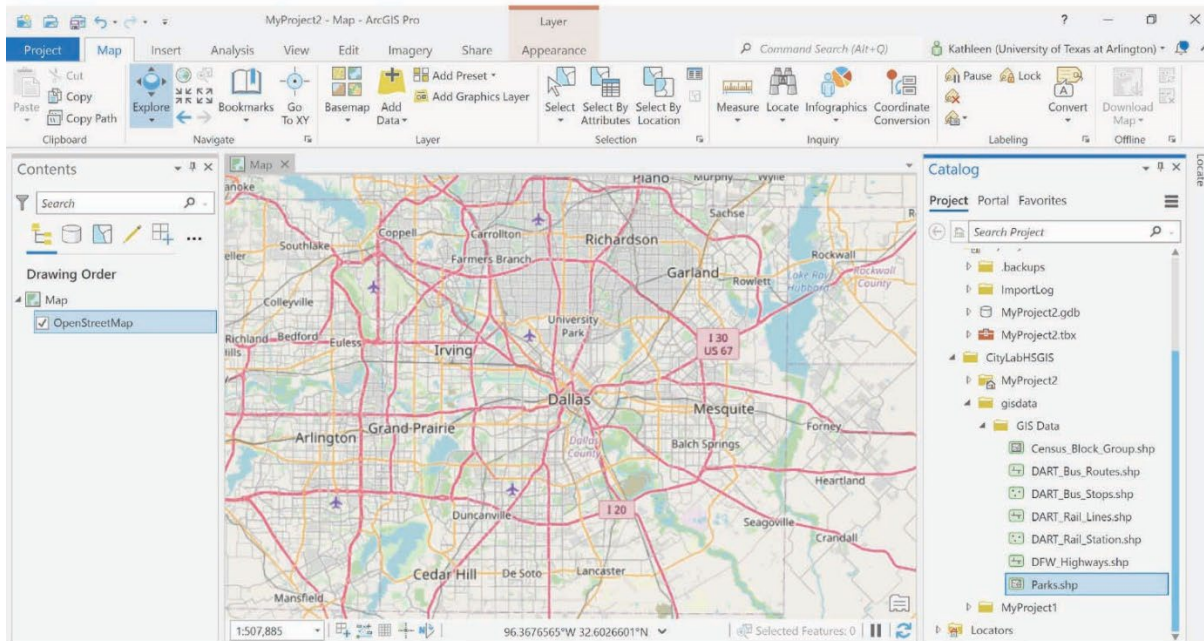 MyProject2 - Map - ArcGIS Pro
Layer
?
Project
Map
Insert
Analysis
View
Edit
Imagery
Share
Appearance
Command Search (Alt+Q)
Kathleen (University of Texas at Arlington)
Paste
Cut
Copy
Copy Path
Clipboard
Explore
Bookmarks
Go To XY
Navigate
Basemap
Add Data
Add Preset
Add Graphics Layer
Layer
Select
Select By Attributes
Select By Location
Selection
Measure
Locate
Infographics
Coordinate Conversion
Inquiry
Pause
Lock
Convert
Labeling
Download Map
Offline
Contents
Search
Drawing Order
Map
OpenStreetMap
Map
Plano
Murphy
Wylie
Sachse
Coppell
Carrollton
Southlake
Richardson
Farmers Branch
Rockwall
Garland
Rowlett
Lake Ray Hubbard
Rockwall County
Colleyville
University Park
Richland Hills
Bedford
Euless
Irving
I 30
US 67
Dallas
Mesquite
Arlington
Grand Prairie
Dallas County
Balch Springs
Forney
Heartland
Duncanville
I 20
Seagoville
Crandall
Cedar Hill
De Soto
Lancaster
Mansfield
1:507,885
96.3676565°W 32.6026601°N
Selected Features: 0
Catalog
Project Portal Favorites
Search Project
.backups
ImportLog
MyProject2.gdb
MyProject2.tbx
CityLabHSGIS
MyProject2
gisdata
GIS Data
Census_Block_Group.shp
DART_Bus_Routes.shp
DART_Bus_Stops.shp
DART_Rail_Lines.shp
DART_Rail_Station.shp
DFW_Highways.shp
Parks.shp
MyProject1
Locators
Locate